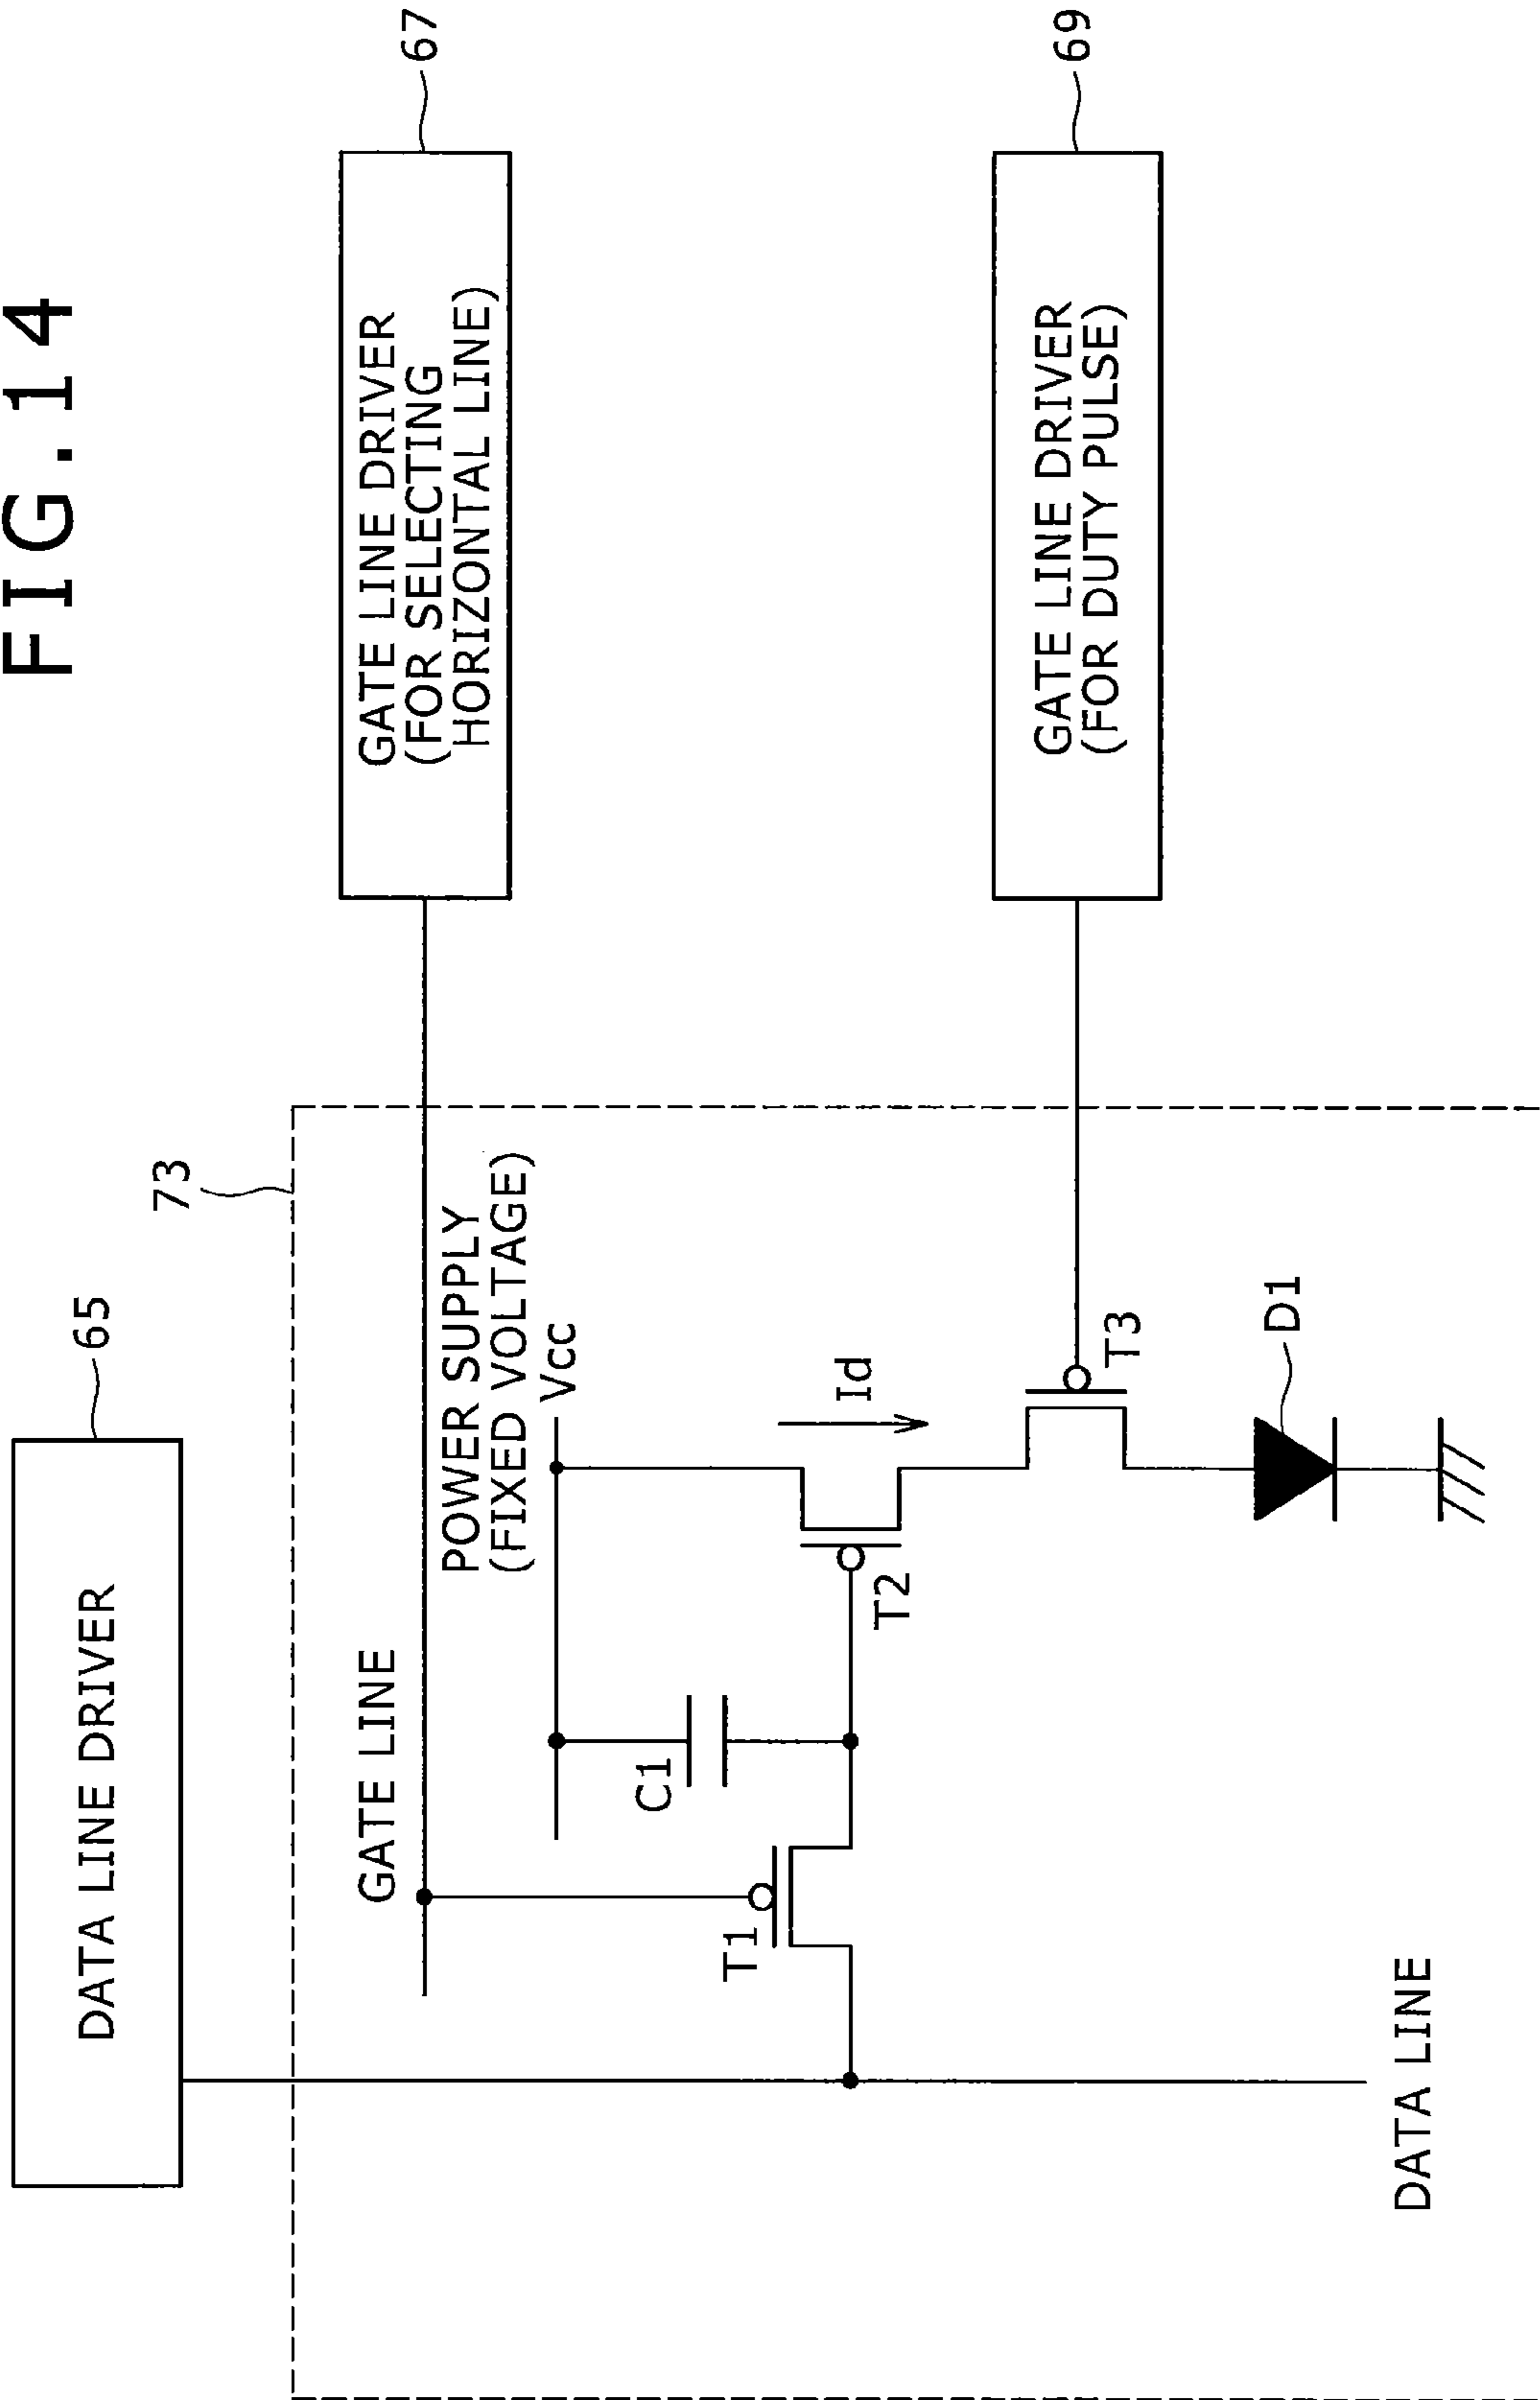 FIG.14
65
DATA LINE DRIVER
73
67
GATE LINE DRIVER
(FOR SELECTING
HORIZONTAL LINE)
GATE LINE
POWER SUPPLY
(FIXED VOLTAGE)
Vcc
C1
T1
T2
Id
69
GATE LINE DRIVER
(FOR DUTY PULSE)
T3
D1
DATA LINE